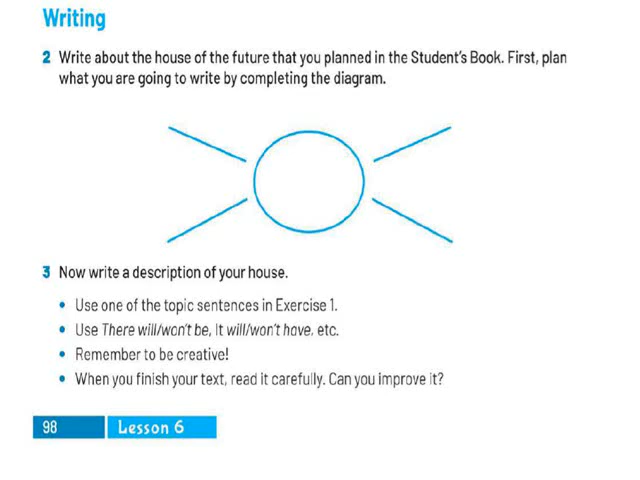 Writing
2 Write about the house of the future that you planned in the Student's Book. First, plan
what you are going to write by completing the diagram.
3 Now write a description of your house.
• Use one of the topic sentences in Exercise 1.
• Use There will/won't be, It will/won't have, etc.
• Remember to be creative!
• When you finish your text, read it carefully. Can you improve it?
98 Lesson 6